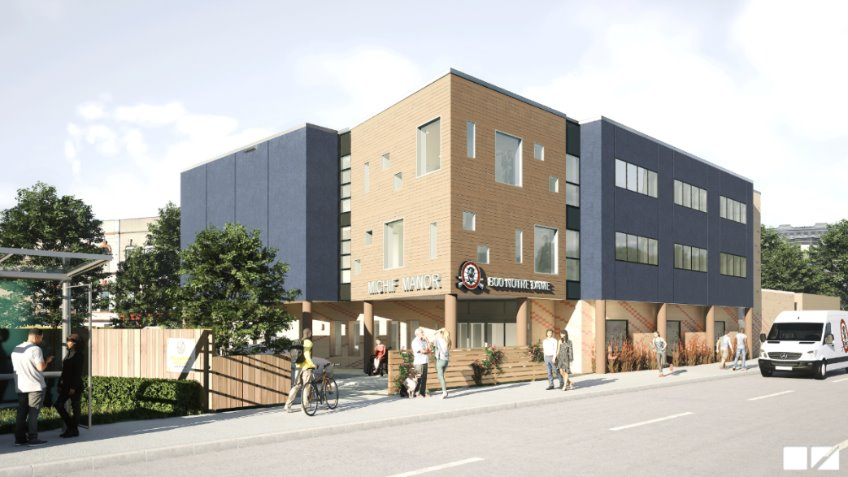 MICHIF MANOR
800 NOTRE DAME